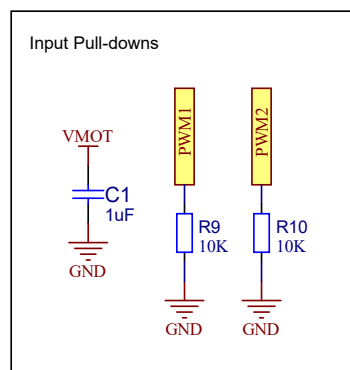 Input Pull-downs
VMOT
C1
1uF
GND
PWM1
R9
10K
GND
PWM2
R10
10K
GND